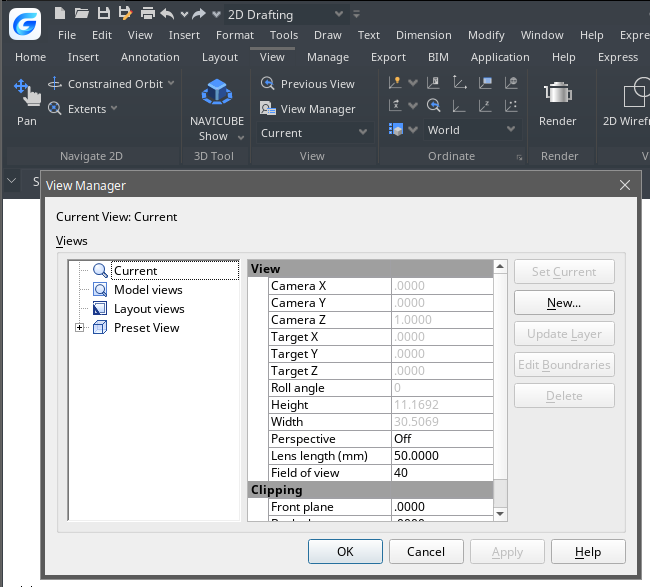 2D Drafting
File Edit View Insert Format Tools Draw Text Dimension Modify Window Help Expre
Home Insert Annotation Layout View Manage Export BIM Application Help Express
Constrained Orbit
Extents
Pan
Navigate 2D
NAVICUBE
Show
3D Tool
Previous View
View Manager
Current
View
World
Ordinate
Render
Render
2D Wiref
V
S
View Manager
Current View: Current
Views
Current
Model views
Layout views
Preset View
View
Camera X .0000
Camera Y .0000
Camera Z 1.0000
Target X .0000
Target Y .0000
Target Z .0000
Roll angle 0
Height 11.1692
Width 30.5069
Perspective Off
Lens length (mm) 50.0000
Field of view 40
Clipping
Front plane .0000
Set Current
New...
Update Layer
Edit Boundraries
Delete
OK Cancel Apply Help